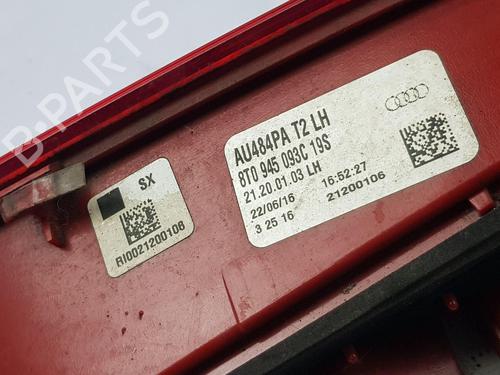 AU484PA T2 LH
8T0 945 093C 19S
21.20.01.03 LH
22/06/16 16:52:27
3 25 16 21200106
SX
RI0021200106
B-PARTS